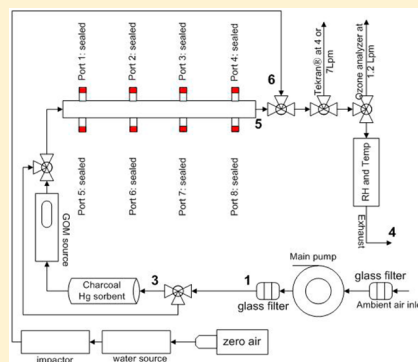 Port 1: sealed
Port 2: sealed
Port 3: sealed
Port 4: sealed
Tekran® at 4 or
7Lpm
Ozone analyzer at
1.2 Lpm
6
5
Port 5: sealed
Port 6: sealed
Port 7: sealed
Port 8: sealed
RH and Temp
Exhaust
4
GOM source
Charcoal
Hg sorbent
3
1
glass filter
Main pump
glass filter
Ambient air inle
impactor
water source
zero air